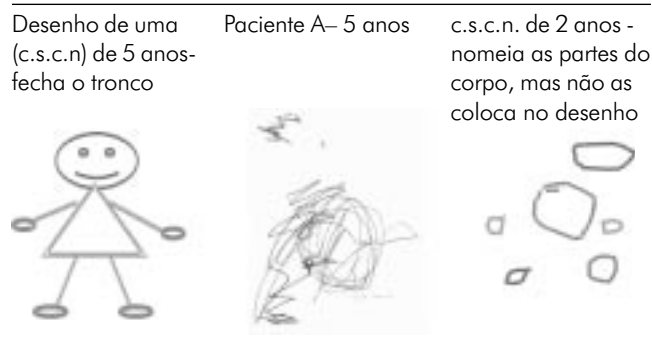 Desenho de uma
(c.s.c.n) de 5 anos-
fecha o tronco
Paciente A– 5 anos
c.s.c.n. de 2 anos -
nomeia as partes do
corpo, mas não as
coloca no desenho